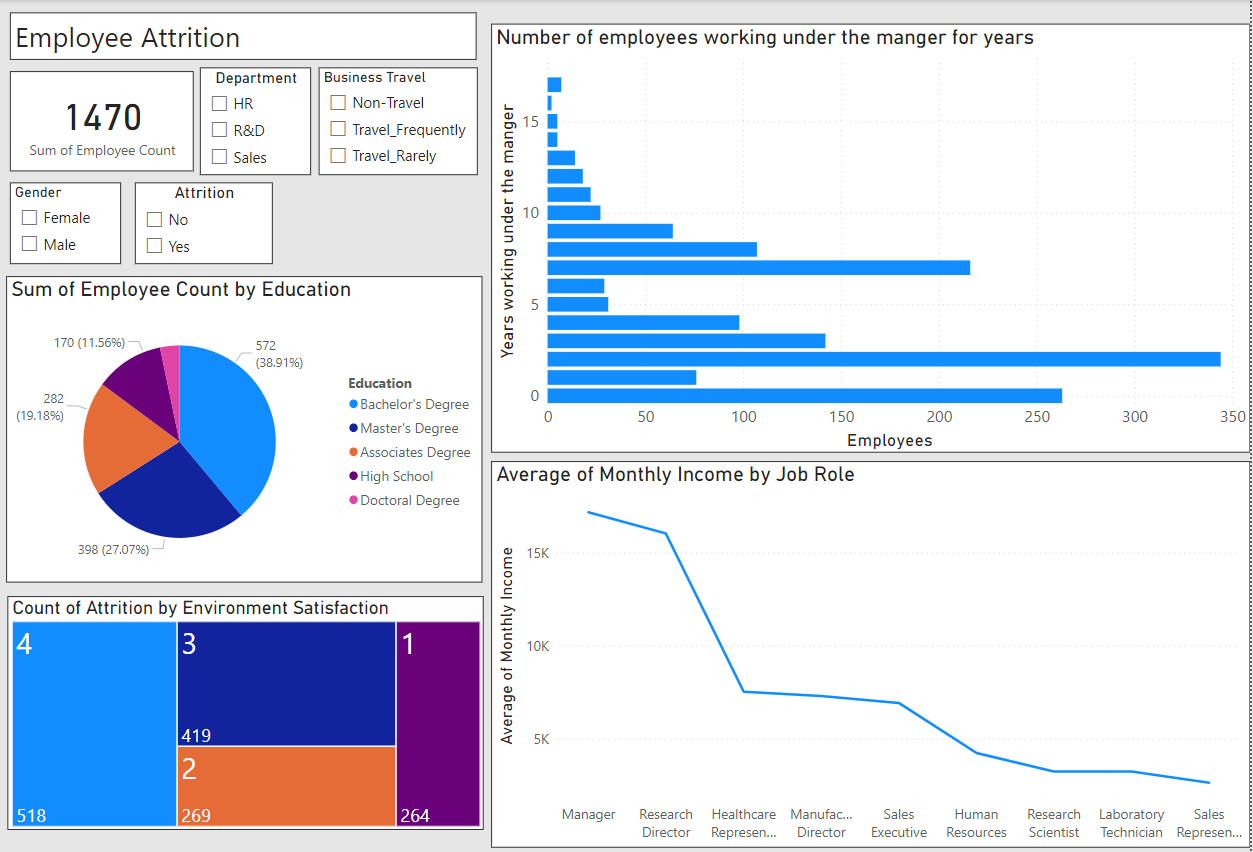 Employee Attrition
1470
Sum of Employee Count
Department
HR
R&D
Sales
Business Travel
Non-Travel
Travel_Frequently
Travel_Rarely
Gender
Female
Male
Attrition
No
Yes
Sum of Employee Count by Education
572
(38.91%)
398 (27.07%)
282
(19.18%)
170 (11.56%)
Education
Bachelor's Degree
Master's Degree
Associates Degree
High School
Doctoral Degree
Count of Attrition by Environment Satisfaction
4
518
3
419
2
269
1
264
Number of employees working under the manger for years
Years working under the manger
15
10
5
0
0 50 100 150 200 250 300 350
Employees
Average of Monthly Income by Job Role
Average of Monthly Income
15K
10K
5K
Manager
Research
Director
Healthcare
Represen...
Manufac...
Director
Sales
Executive
Human
Resources
Research
Scientist
Laboratory
Technician
Sales
Represen...